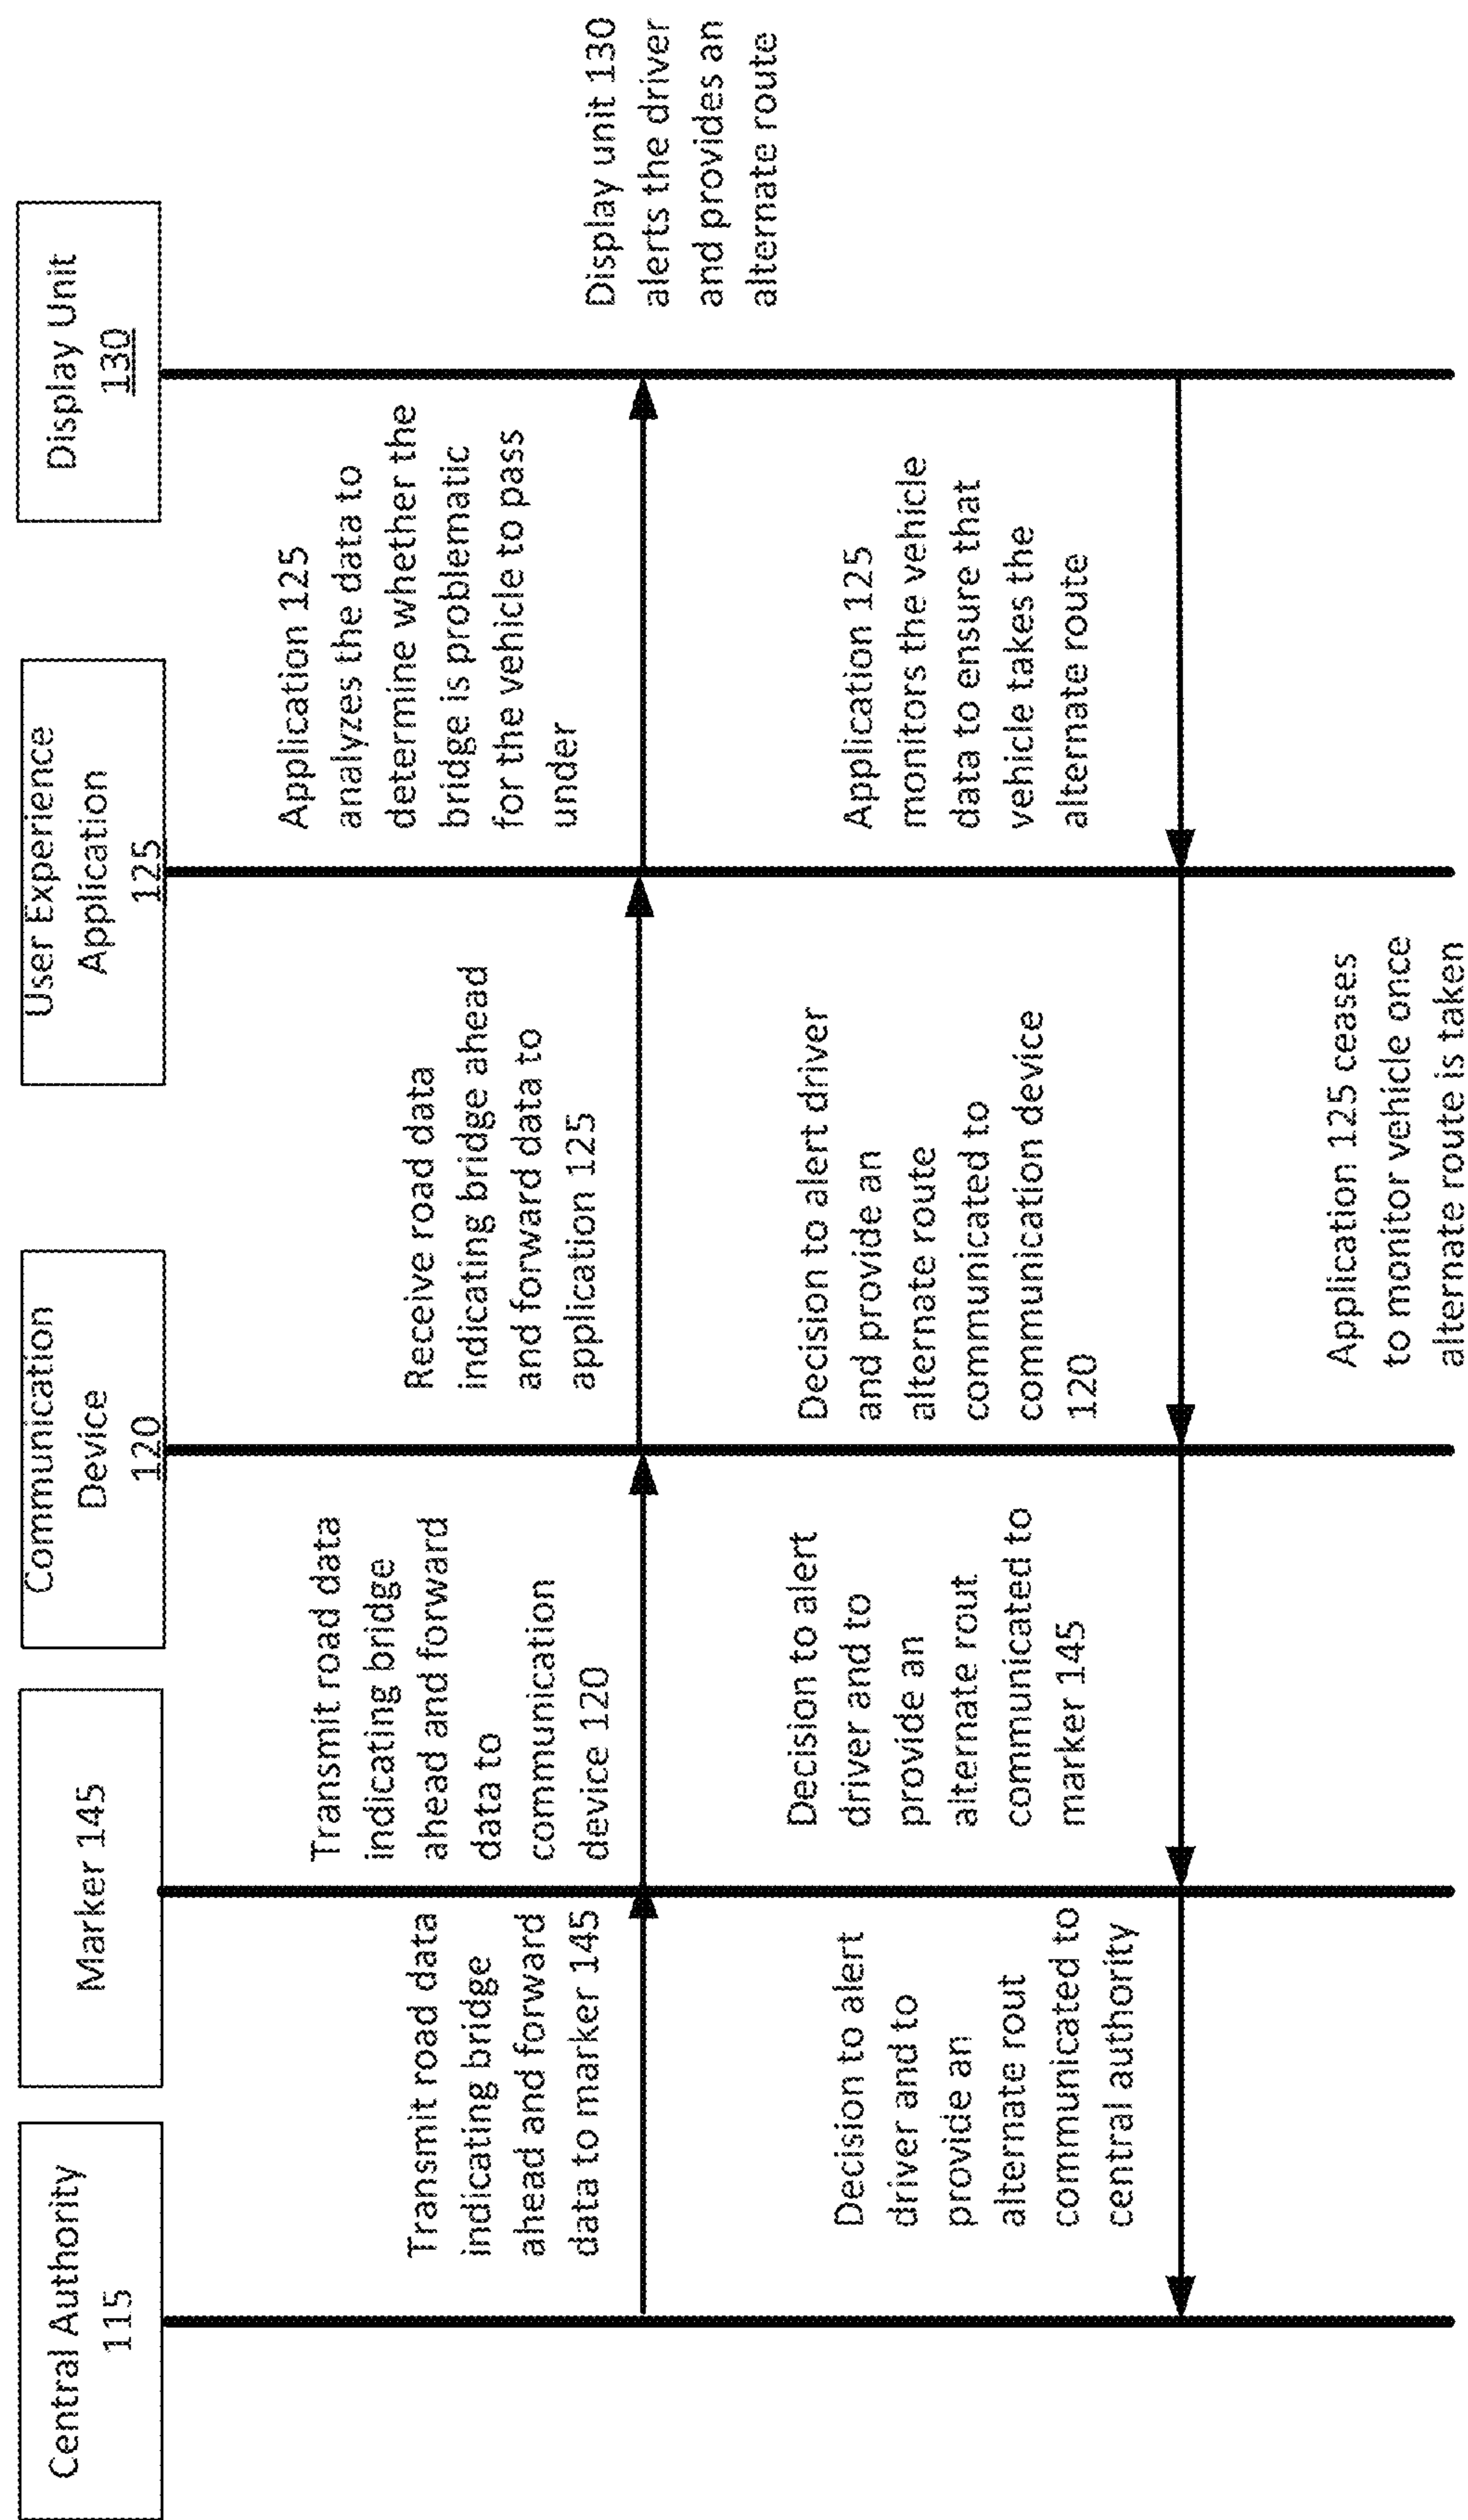 Central Authority
115
Marker 145
Communication
Device
120
User Experience
Application
125
Display Unit
130
Transmit road data
indicating bridge
ahead and forward
data to marker 145
Transmit road data
indicating bridge
ahead and forward
data to
communication
device 120
Receive road data
indicating bridge ahead
and forward data to
application 125
Application 125
analyzes the data to
determine whether the
bridge is problematic
for the vehicle to pass
under
Display unit 130
alerts the driver
and provides an
alternate route
Decision to alert
driver and to
provide an
alternate rout
communicated to
central authority
Decision to alert
driver and to
provide an
alternate rout
communicated to
marker 145
Decision to alert driver
and provide an
alternate route
communicated to
communication device
120
Application 125
monitors the vehicle
data to ensure that
vehicle takes the
alternate route
Application 125 ceases
to monitor vehicle once
alternate route is taken